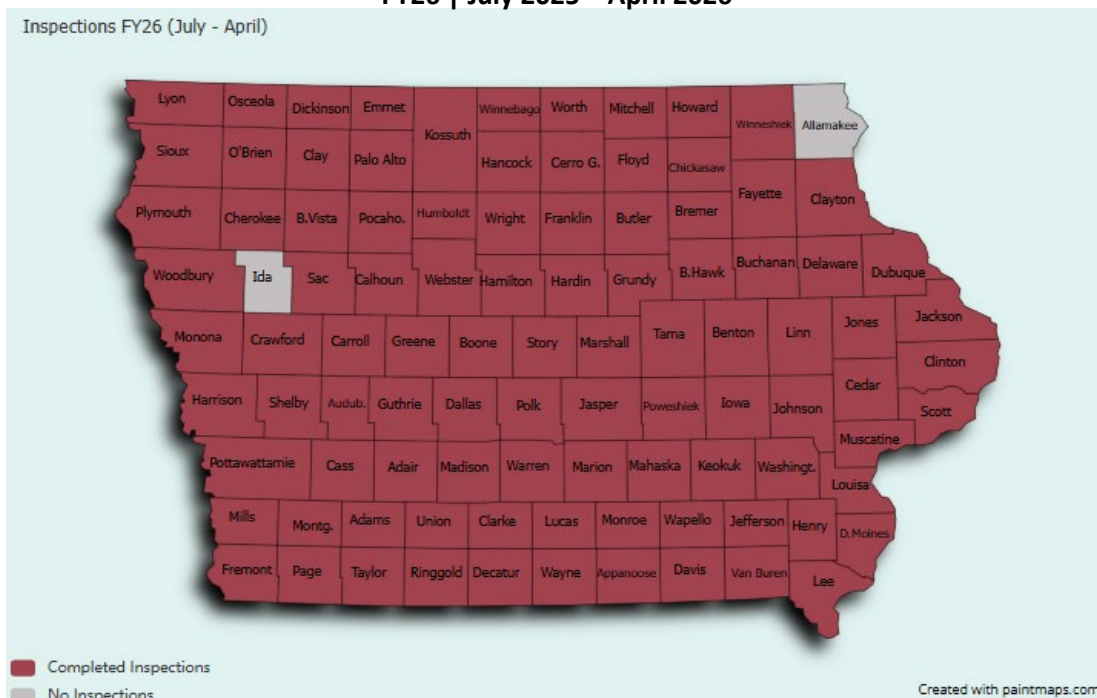 FY26 | July 2025 – April 2026
Inspections FY26 (July - April)
Lyon Osceola Dickinson Emmet Kossuth Winnebago Worth Mitchell Howard Winneshiek Allamakee
Sioux O'Brien Clay Palo Alto Hancock Cerro G. Floyd Chickasaw Fayette Clayton
Plymouth Cherokee B.Vista Pocaho. Humboldt Wright Franklin Butler Bremer
Woodbury Ida Sac Calhoun Webster Hamilton Hardin Grundy B.Hawk Buchanan Delaware Dubuque
Monona Crawford Carroll Greene Boone Story Marshall Tama Benton Linn Jones Jackson
Clinton
Harrison Shelby Audub. Guthrie Dallas Polk Jasper Poweshiek Iowa Johnson Cedar Scott
Muscatine
Pottawattamie Cass Adair Madison Warren Marion Mahaska Keokuk Washingt. Louisa
Mills Montg. Adams Union Clarke Lucas Monroe Wapello Jefferson Henry D.Moines
Fremont Page Taylor Ringgold Decatur Wayne Appanoose Davis Van Buren Lee
Completed Inspections
No Inspections
Created with paintmaps.com